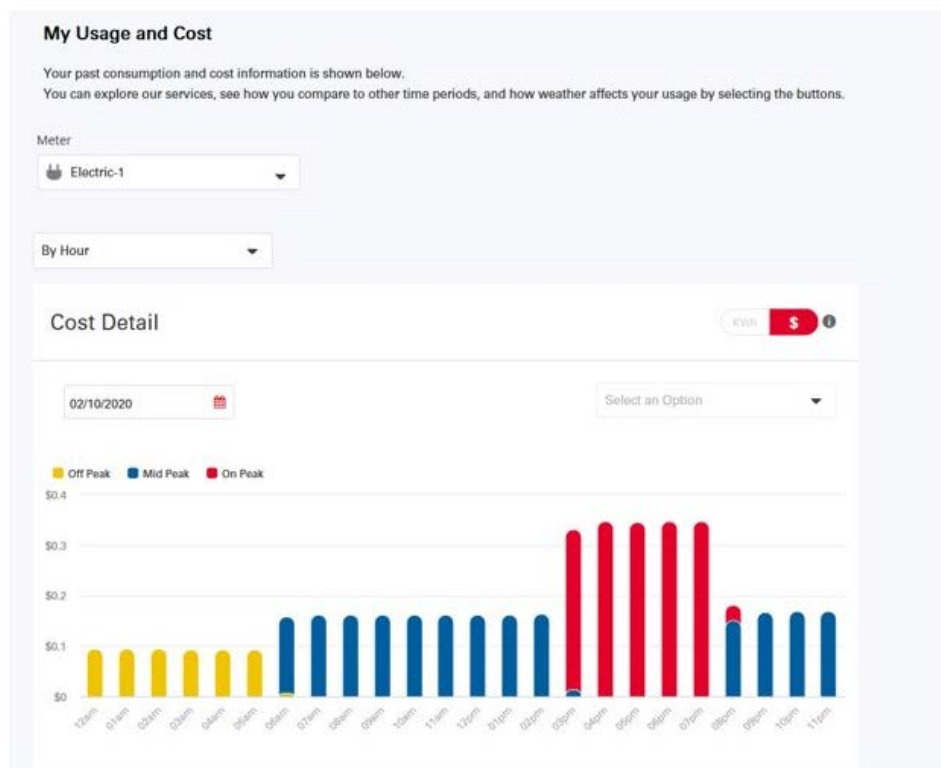 My Usage and Cost
Your past consumption and cost information is shown below.
You can explore our services, see how you compare to other time periods, and how weather affects your usage by selecting the buttons.
Meter
Electric-1
By Hour
Cost Detail
KWh $
02/10/2020
Select an Option
Off Peak Mid Peak On Peak
$0.4
$0.3
$0.2
$0.1
$0
12am 01am 02am 03am 04am 05am 06am 07am 08am 09am 10am 11am 12pm 01pm 02pm 03pm 04pm 05pm 06pm 07pm 08pm 09pm 10pm 11pm